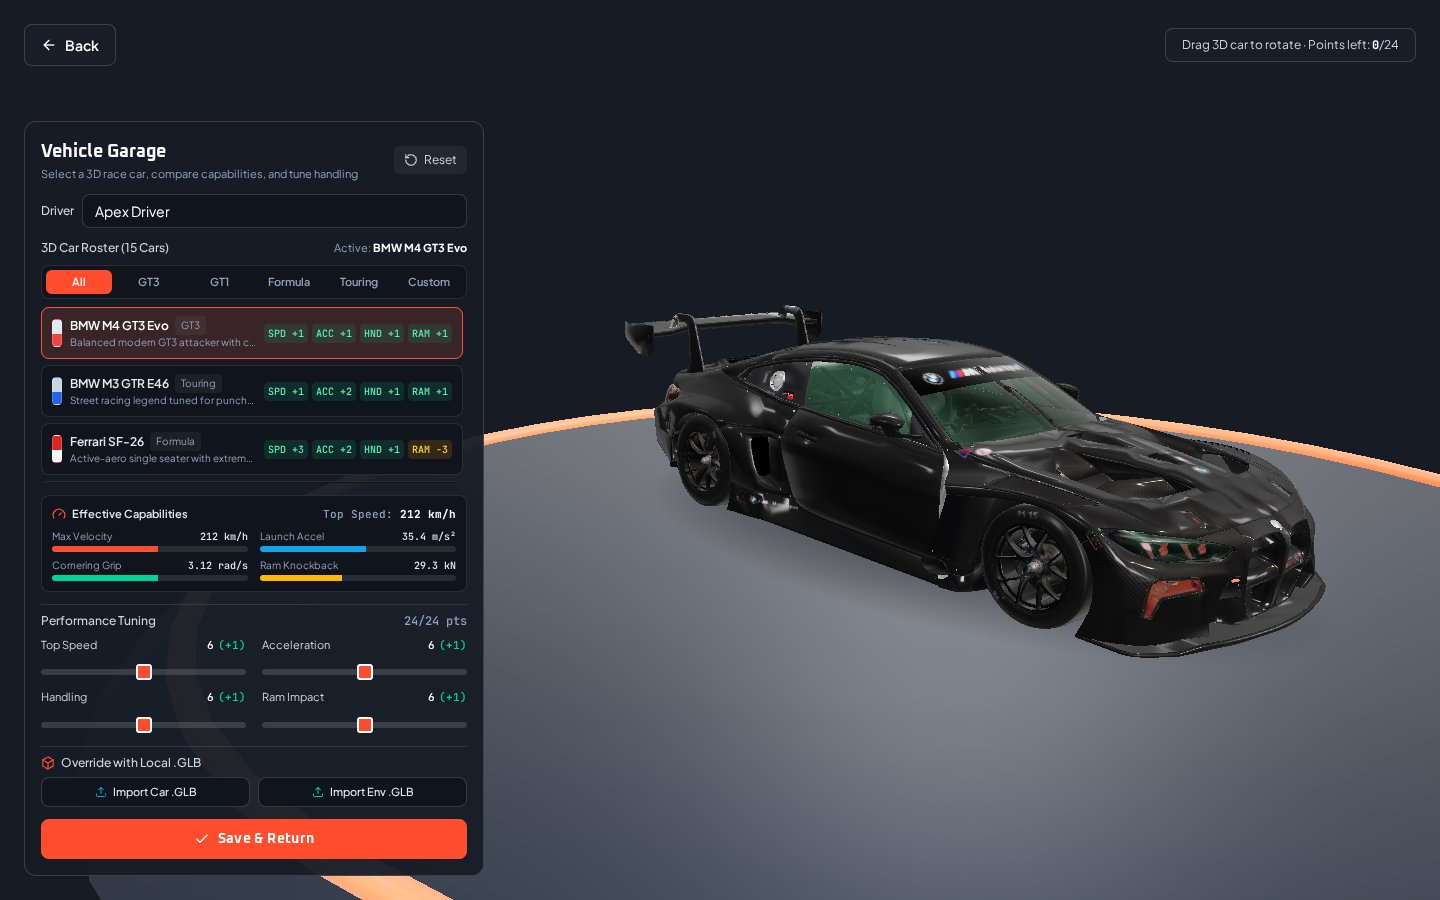 Back
Drag 3D car to rotate · Points left: 0/24
Vehicle Garage
Select a 3D race car, compare capabilities, and tune handling
Reset
Driver
Apex Driver
3D Car Roster (15 Cars)
Active: BMW M4 GT3 Evo
All GT3 GT1 Formula Touring Custom
BMW M4 GT3 Evo GT3
Balanced modern GT3 attacker with c...
SPD +1 ACC +1 HND +1 RAM +1
BMW M3 GTR E46 Touring
Street racing legend tuned for punch...
SPD +1 ACC +2 HND +1 RAM +1
Ferrari SF-26 Formula
Active-aero single seater with extrem...
SPD +3 ACC +2 HND +1 RAM -3
Effective Capabilities
Top Speed: 212 km/h
Max Velocity 212 km/h
Launch Accel 35.4 m/s²
Cornering Grip 3.12 rad/s
Ram Knockback 29.3 kN
Performance Tuning
24/24 pts
Top Speed 6 (+1)
Acceleration 6 (+1)
Handling 6 (+1)
Ram Impact 6 (+1)
Override with Local .GLB
Import Car .GLB
Import Env .GLB
Save & Return